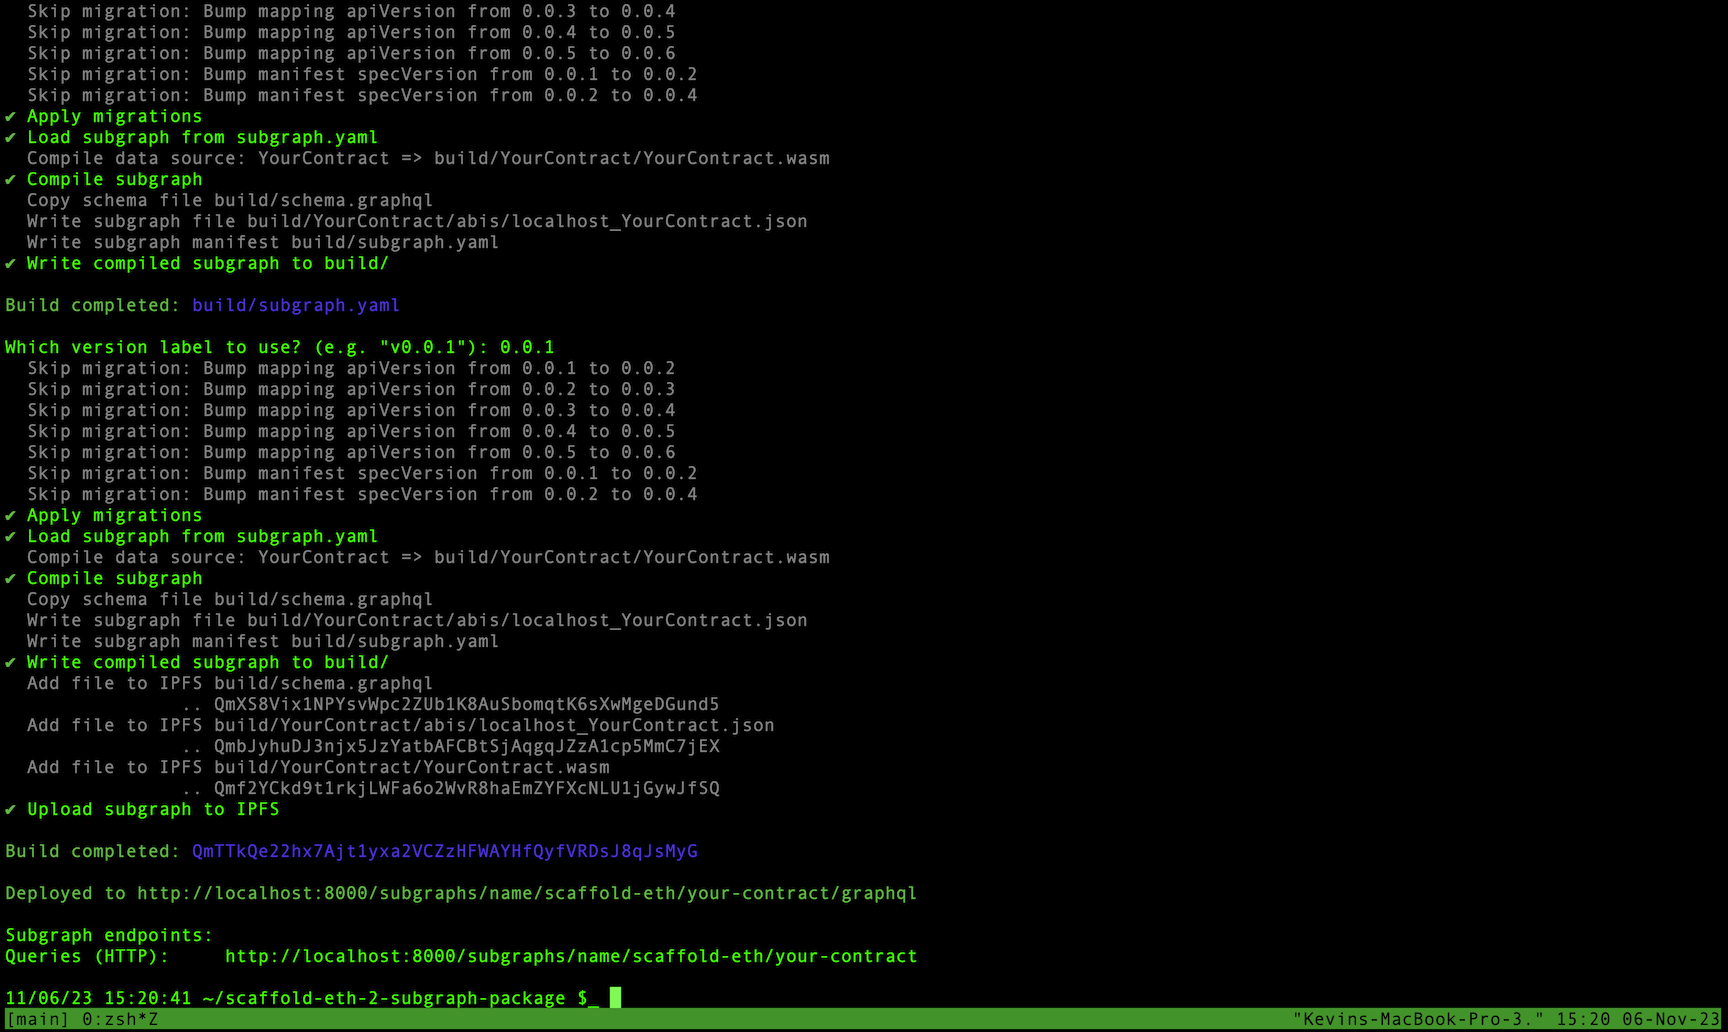 Skip migration: Bump mapping apiVersion from 0.0.3 to 0.0.4
Skip migration: Bump mapping apiVersion from 0.0.4 to 0.0.5
Skip migration: Bump mapping apiVersion from 0.0.5 to 0.0.6
Skip migration: Bump manifest specVersion from 0.0.1 to 0.0.2
Skip migration: Bump manifest specVersion from 0.0.2 to 0.0.4
✔ Apply migrations
✔ Load subgraph from subgraph.yaml
Compile data source: YourContract => build/YourContract/YourContract.wasm
✔ Compile subgraph
Copy schema file build/schema.graphql
Write subgraph file build/YourContract/abis/localhost_YourContract.json
Write subgraph manifest build/subgraph.yaml
✔ Write compiled subgraph to build/
Build completed: build/subgraph.yaml
Which version label to use? (e.g. "v0.0.1"): 0.0.1
Skip migration: Bump mapping apiVersion from 0.0.1 to 0.0.2
Skip migration: Bump mapping apiVersion from 0.0.2 to 0.0.3
Skip migration: Bump mapping apiVersion from 0.0.3 to 0.0.4
Skip migration: Bump mapping apiVersion from 0.0.4 to 0.0.5
Skip migration: Bump mapping apiVersion from 0.0.5 to 0.0.6
Skip migration: Bump manifest specVersion from 0.0.1 to 0.0.2
Skip migration: Bump manifest specVersion from 0.0.2 to 0.0.4
✔ Apply migrations
✔ Load subgraph from subgraph.yaml
Compile data source: YourContract => build/YourContract/YourContract.wasm
✔ Compile subgraph
Copy schema file build/schema.graphql
Write subgraph file build/YourContract/abis/localhost_YourContract.json
Write subgraph manifest build/subgraph.yaml
✔ Write compiled subgraph to build/
Add file to IPFS build/schema.graphql
.. QmXS8Vix1NPYsvWpc2ZUb1K8AuSbomqtK6sXwMgeDGund5
Add file to IPFS build/YourContract/abis/localhost_YourContract.json
.. QmbJyhuDJ3njx5JzYatbAFCBtSjAqgqJZzA1cp5MmC7jEX
Add file to IPFS build/YourContract/YourContract.wasm
.. Qmf2YCkd9t1rkjLWFa6o2WvR8haEmZYFXcNLU1jGywJfSQ
✔ Upload subgraph to IPFS
Build completed: QmTTkQe22hx7Ajt1yxa2VCZzHFWAYHfQyfVRDsJ8qJsMyG
Deployed to http://localhost:8000/subgraphs/name/scaffold-eth/your-contract/graphql
Subgraph endpoints:
Queries (HTTP): http://localhost:8000/subgraphs/name/scaffold-eth/your-contract
11/06/23 15:20:41 ~/scaffold-eth-2-subgraph-package $_
[main] 0:zsh*Z "Kevins-MacBook-Pro-3." 15:20 06-Nov-23